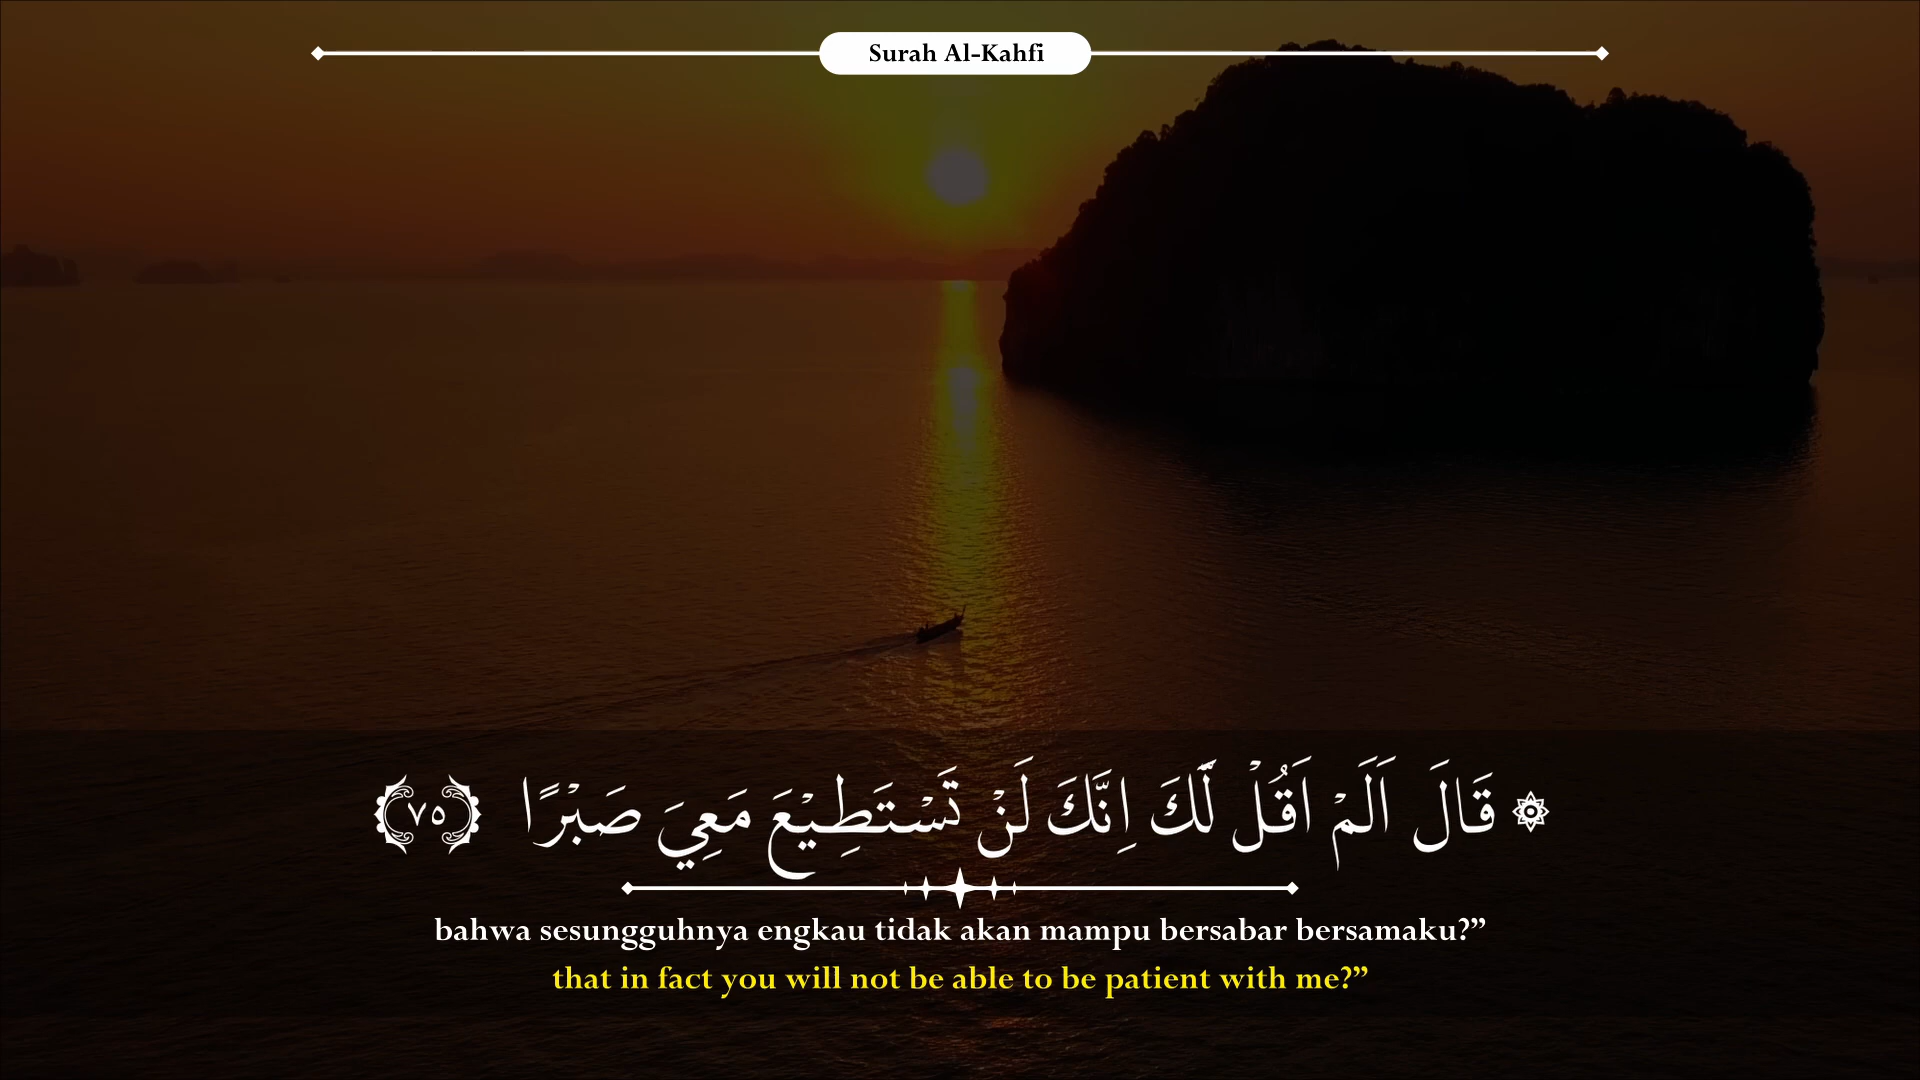 Surah Al-Kahfi
۞ قَالَ اَلَمْ اَقُلْ لَّكَ اِنَّكَ لَنْ تَسْتَطِيْعَ مَعِيَ صَبْرًا ٧٥
bahwa sesungguhnya engkau tidak akan mampu bersabar bersamaku?”
that in fact you will not be able to be patient with me?”